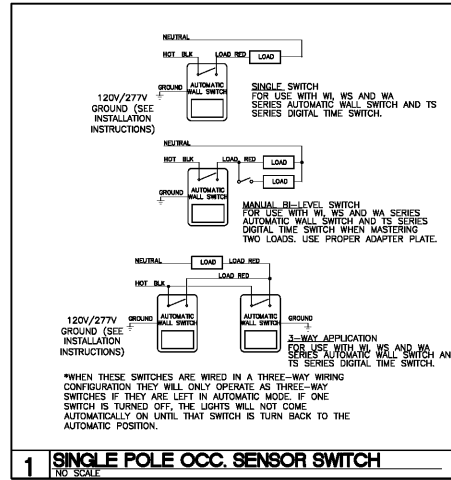 NEUTRAL
HOT BLK LOAD RED LOAD
GROUND
AUTOMATIC
WALL SWITCH
120V/277V
GROUND (SEE
INSTALLATION
INSTRUCTIONS)
SINGLE SWITCH
FOR USE WITH WI, WS AND WA
SERIES AUTOMATIC WALL SWITCH AND TS
SERIES DIGITAL TIME SWITCH.
NEUTRAL
HOT BLK LOAD RED LOAD
LOAD
GROUND
AUTOMATIC
WALL SWITCH
MANUAL BI-LEVEL SWITCH
FOR USE WITH WI, WS AND WA SERIES
AUTOMATIC WALL SWITCH AND TS SERIES
DIGITAL TIME SWITCH WHEN MASTERING
TWO LOADS. USE PROPER ADAPTER PLATE.
NEUTRAL LOAD LOAD RED
LOAD RED
HOT BLK
GROUND
AUTOMATIC
WALL SWITCH
AUTOMATIC
WALL SWITCH
GROUND
120V/277V
GROUND (SEE
INSTALLATION
INSTRUCTIONS)
3-WAY APPLICATION
FOR USE WITH WI, WS AND WA
SERIES AUTOMATIC WALL SWITCH AN
TS SERIES DIGITAL TIME SWITCH.
*WHEN THESE SWITCHES ARE WIRED IN A THREE-WAY WIRING
CONFIGURATION THEY WILL ONLY OPERATE AS THREE-WAY
SWITCHES IF THEY ARE LEFT IN AUTOMATIC MODE. IF ONE
SWITCH IS TURNED OFF, THE LIGHTS WILL NOT COME
AUTOMATICALLY ON UNTIL THAT SWITCH IS TURN BACK TO THE
AUTOMATIC POSITION.
1 SINGLE POLE OCC. SENSOR SWITCH
NO SCALE